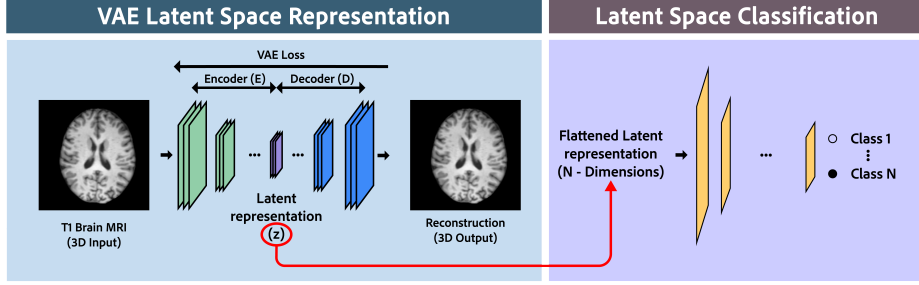 VAE Latent Space Representation
VAE Loss
Encoder (E)
Decoder (D)
...
...
T1 Brain MRI
(3D Input)
Latent
representation
(z)
Reconstruction
(3D Output)
Latent Space Classification
Flattened Latent
representation
(N - Dimensions)
...
Class 1
...
Class N